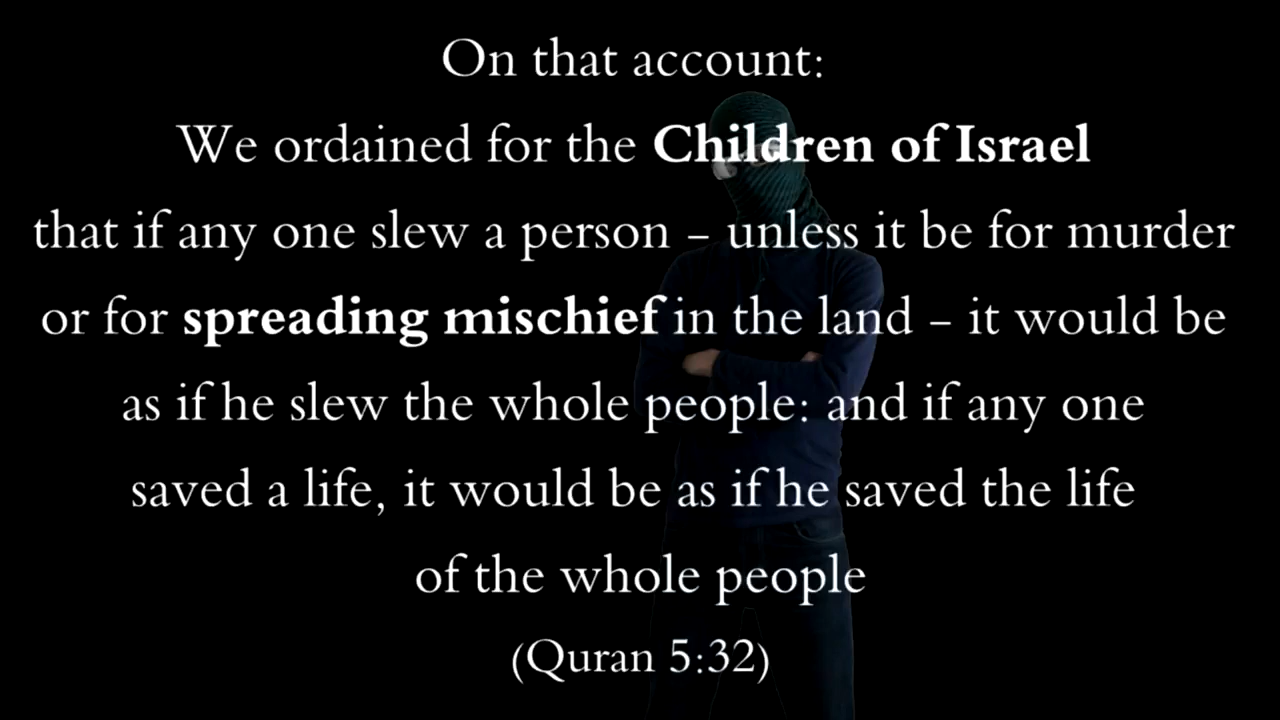 On that account:
We ordained for the Children of Israel
that if any one slew a person – unless it be for murder
or for spreading mischief in the land – it would be
as if he slew the whole people: and if any one
saved a life, it would be as if he saved the life
of the whole people
(Quran 5:32)